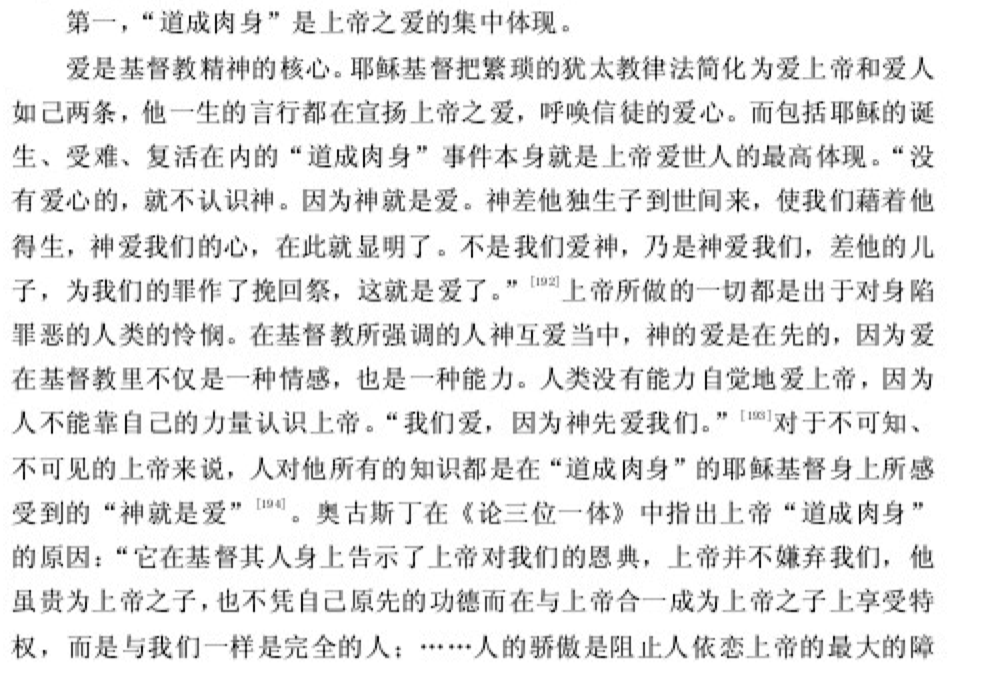 第一，“道成肉身”是上帝之爱的集中体现。
爱是基督教精神的核心。耶稣基督把繁琐的犹太教律法简化为爱上帝和爱人
如己两条，他一生的言行都在宣扬上帝之爱，呼唤信徒的爱心。而包括耶稣的诞
生、受难、复活在内的“道成肉身”事件本身就是上帝爱世人的最高体现。“没
有爱心的，就不认识神。因为神就是爱。神差他独生子到世间来，使我们藉着他
得生，神爱我们的心，在此就显明了。不是我们爱神，乃是神爱我们，差他的儿
子，为我们的罪作了挽回祭，这就是爱了。”[192]上帝所做的一切都是出于对身陷
罪恶的人类的怜悯。在基督教所强调的人神互爱当中，神的爱是在先的，因为爱
在基督教里不仅是一种情感，也是一种能力。人类没有能力自觉地爱上帝，因为
人不能靠自己的力量认识上帝。“我们爱，因为神先爱我们。”[193]对于不可知、
不可见的上帝来说，人对他所有的知识都是在“道成肉身”的耶稣基督身上所感
受到的“神就是爱”[194]。奥古斯丁在《论三位一体》中指出上帝“道成肉身”
的原因：“它在基督其人身上告示了上帝对我们的恩典，上帝并不嫌弃我们，他
虽贵为上帝之子，也不凭自己原先的功德而在与上帝合一成为上帝之子上享受特
权，而是与我们一样是完全的人；……人的骄傲是阻止人依恋上帝的最大的障